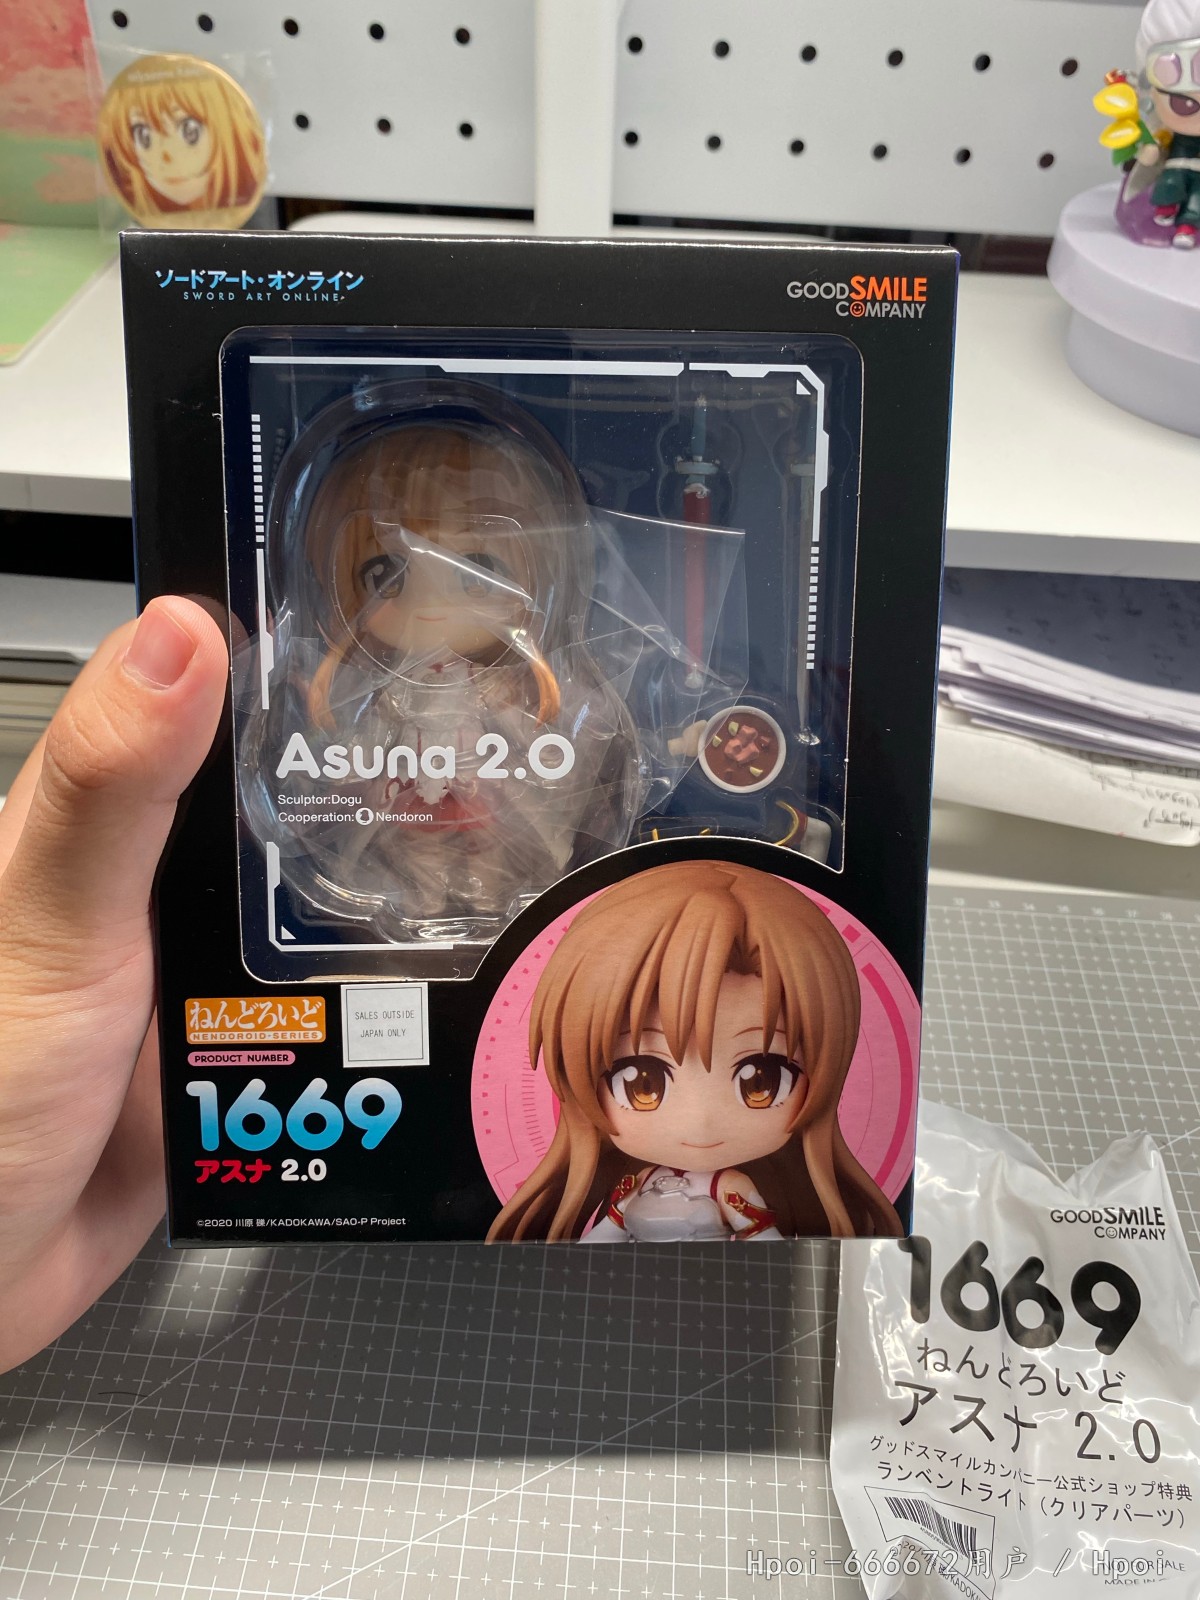 ソードアート・オンライン
SWORD ART ONLINE
GOOD SMILE
COMPANY
Asuna 2.0
Sculptor:Dogu
Cooperation: Nendoron
ねんどろいど
NENDOROID·SERIES
SALES OUTSIDE
JAPAN ONLY
PRODUCT NUMBER
1669
アスナ 2.0
©2020 川原 礫/KADOKAWA/SAO-P Project
GOODSMILE
COMPANY
1669
ねんどろいど
アスナ 2.0
グッドスマイルカンパニー公式ショップ特典
ランベントライト（クリアパーツ）
MADE IN
Hpoi-666672用户 / Hpoi